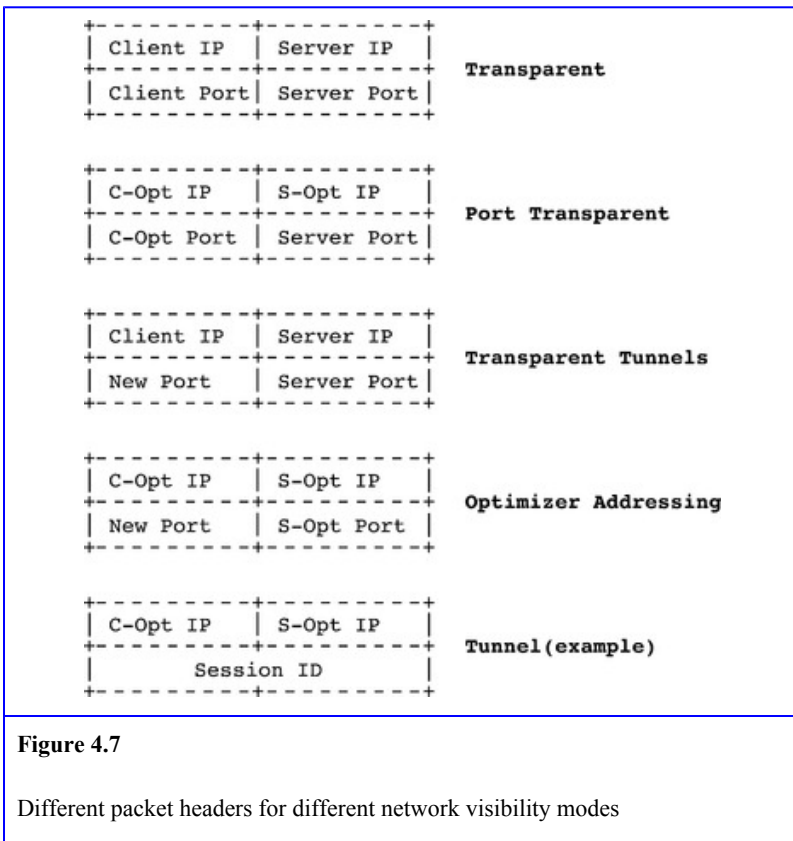 +- - - - - - - - -+- - - - - - - - -+
| Client IP | Server IP |
+- - - - - - - - -+- - - - - - - - -+ Transparent
| Client Port| Server Port|
+- - - - - - - - -+- - - - - - - - -+
+- - - - - - - - -+- - - - - - - - -+
| C-Opt IP | S-Opt IP |
+- - - - - - - - -+- - - - - - - - -+ Port Transparent
| C-Opt Port | Server Port|
+- - - - - - - - -+- - - - - - - - -+
+- - - - - - - - -+- - - - - - - - -+
| Client IP | Server IP |
+- - - - - - - - -+- - - - - - - - -+ Transparent Tunnels
| New Port | Server Port|
+- - - - - - - - -+- - - - - - - - -+
+- - - - - - - - -+- - - - - - - - -+
| C-Opt IP | S-Opt IP |
+- - - - - - - - -+- - - - - - - - -+ Optimizer Addressing
| New Port | S-Opt Port |
+- - - - - - - - -+- - - - - - - - -+
+- - - - - - - - -+- - - - - - - - -+
| C-Opt IP | S-Opt IP |
+- - - - - - - - -+- - - - - - - - -+ Tunnel(example)
| Session ID |
+- - - - - - - - -+- - - - - - - - -+
Figure 4.7
Different packet headers for different network visibility modes